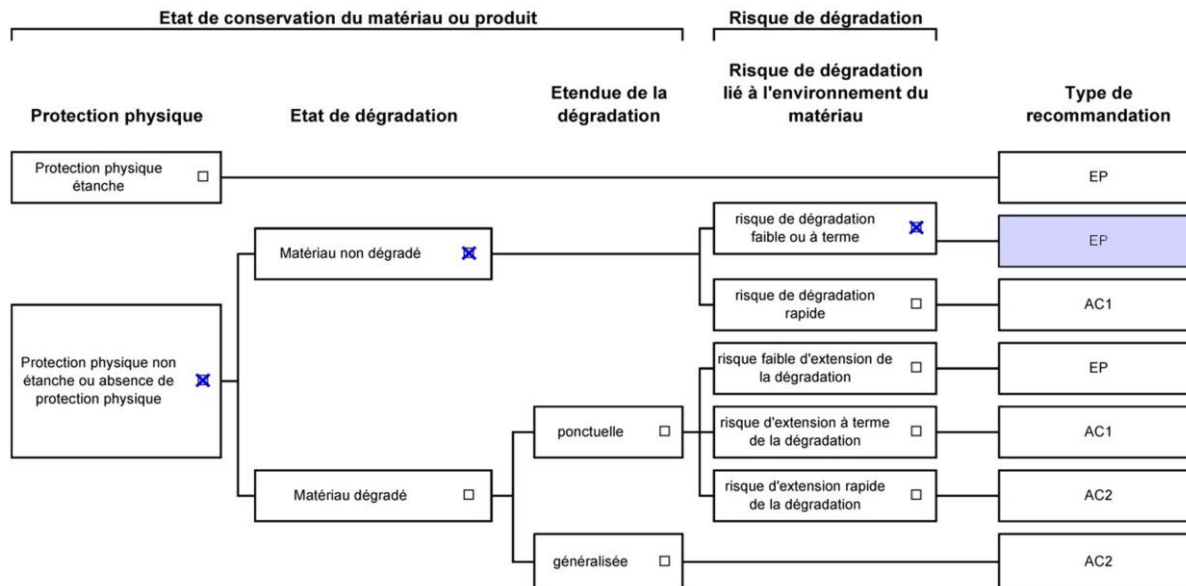 Etat de conservation du matériau ou produit
Risque de dégradation
Protection physique
Etat de dégradation
Etendue de la
dégradation
Risque de dégradation
lié à l'environnement du
matériau
Type de
recommandation
Protection physique
étanche
EP
risque de dégradation
faible ou à terme
EP
Matériau non dégradé
risque de dégradation
rapide
AC1
Protection physique non
étanche ou absence de
protection physique
risque faible d'extension de
la dégradation
EP
ponctuelle
risque d'extension à terme
de la dégradation
AC1
Matériau dégradé
risque d'extension rapide
de la dégradation
AC2
généralisée
AC2